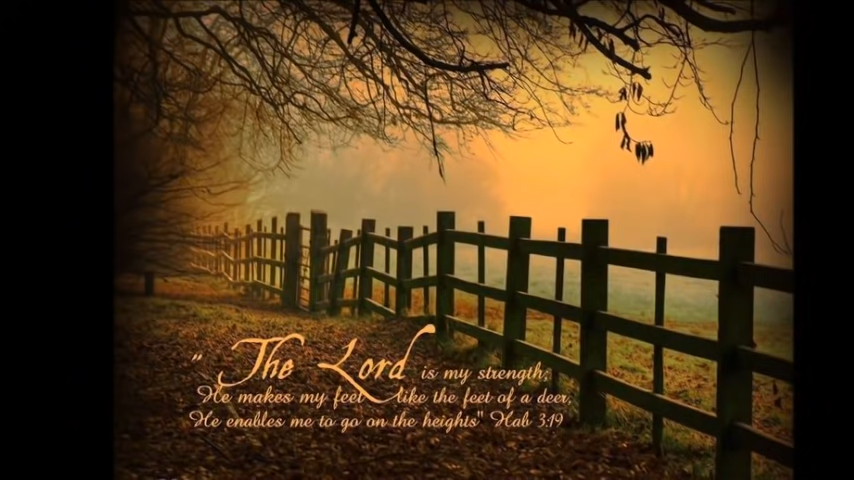 " The Lord is my strength;
He makes my feet like the feet of a deer,
He enables me to go on the heights" Hab 3:19